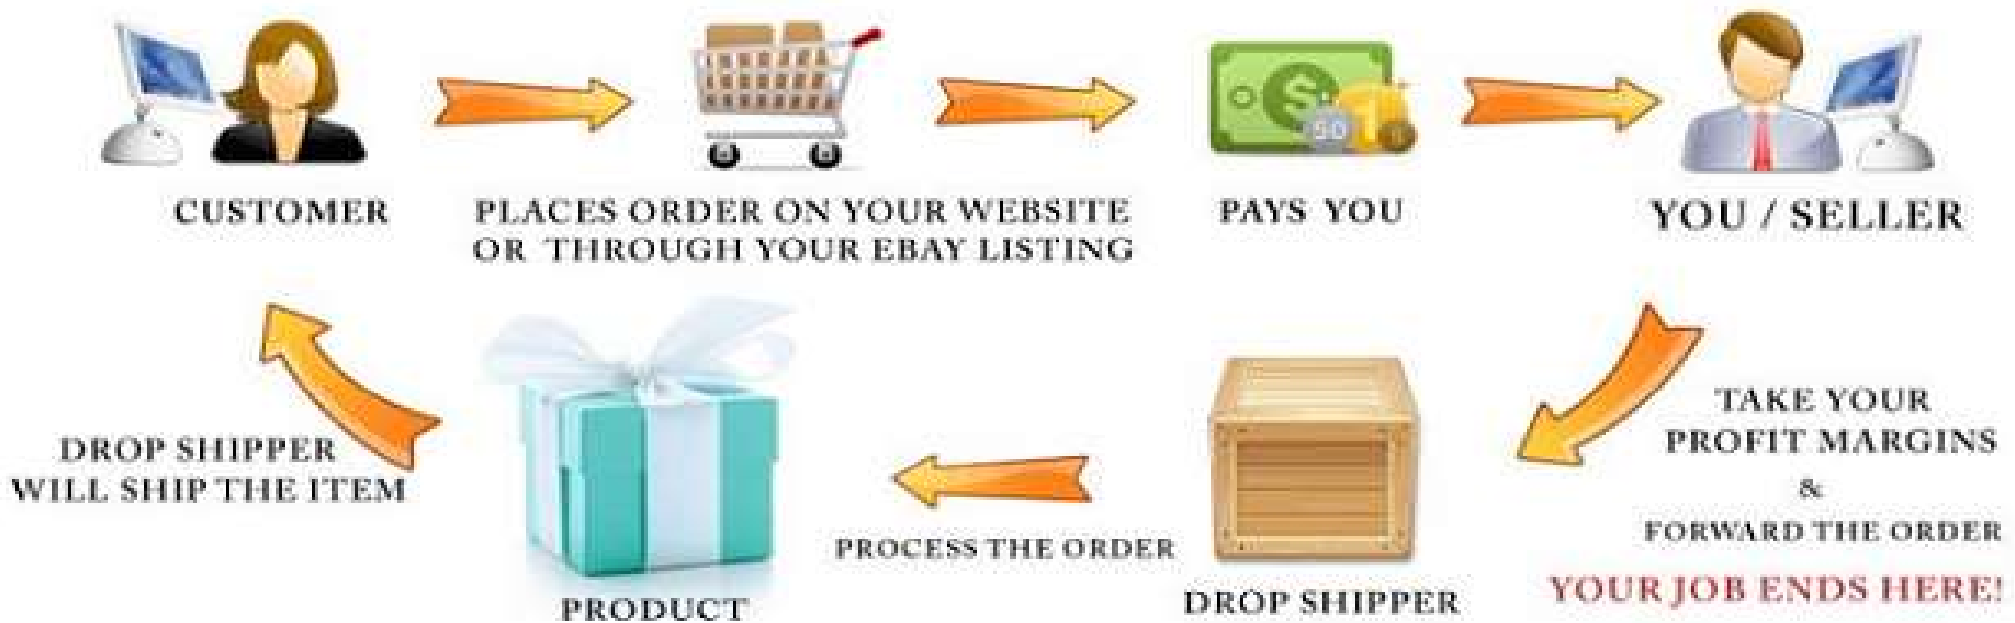 CUSTOMER
PLACES ORDER ON YOUR WEBSITE
OR THROUGH YOUR EBAY LISTING
PAYS YOU
YOU / SELLER
TAKE YOUR
PROFIT MARGINS
&
FORWARD THE ORDER
YOUR JOB ENDS HERE!
DROP SHIPPER
PROCESS THE ORDER
PRODUCT
DROP SHIPPER
WILL SHIP THE ITEM
$
50
1